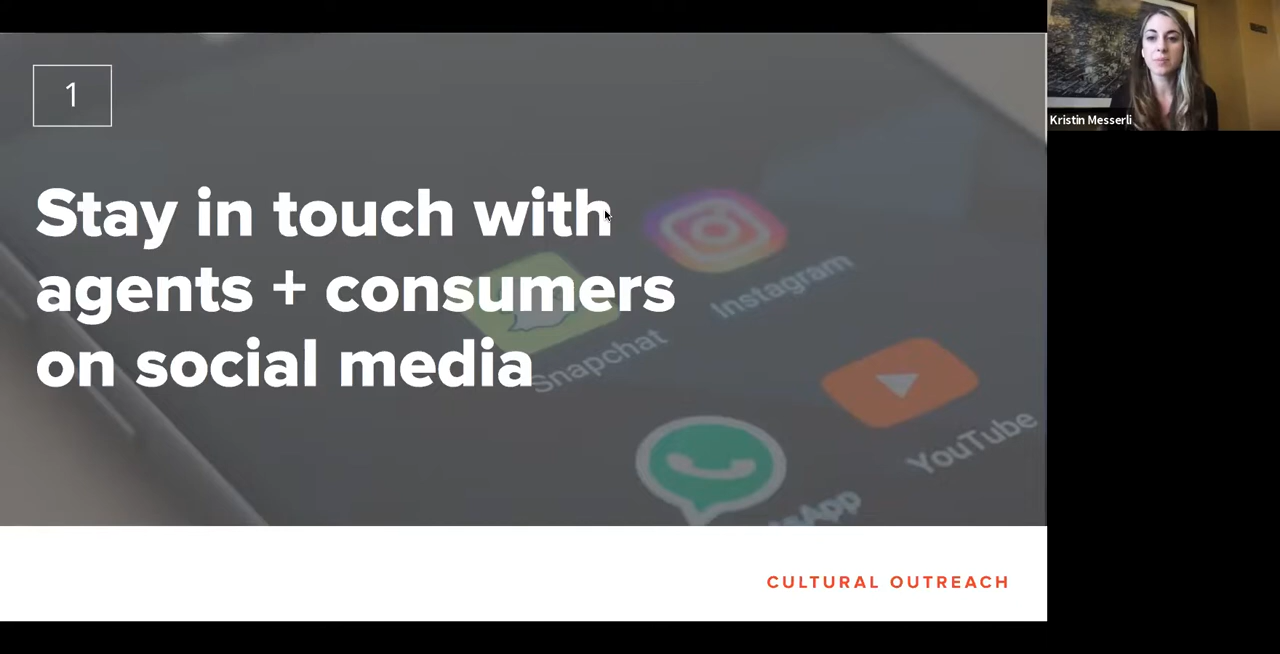 1
Stay in touch with
agents + consumers
on social media
Instagram
Snapchat
YouTube
CULTURAL OUTREACH
Kristin Messerli